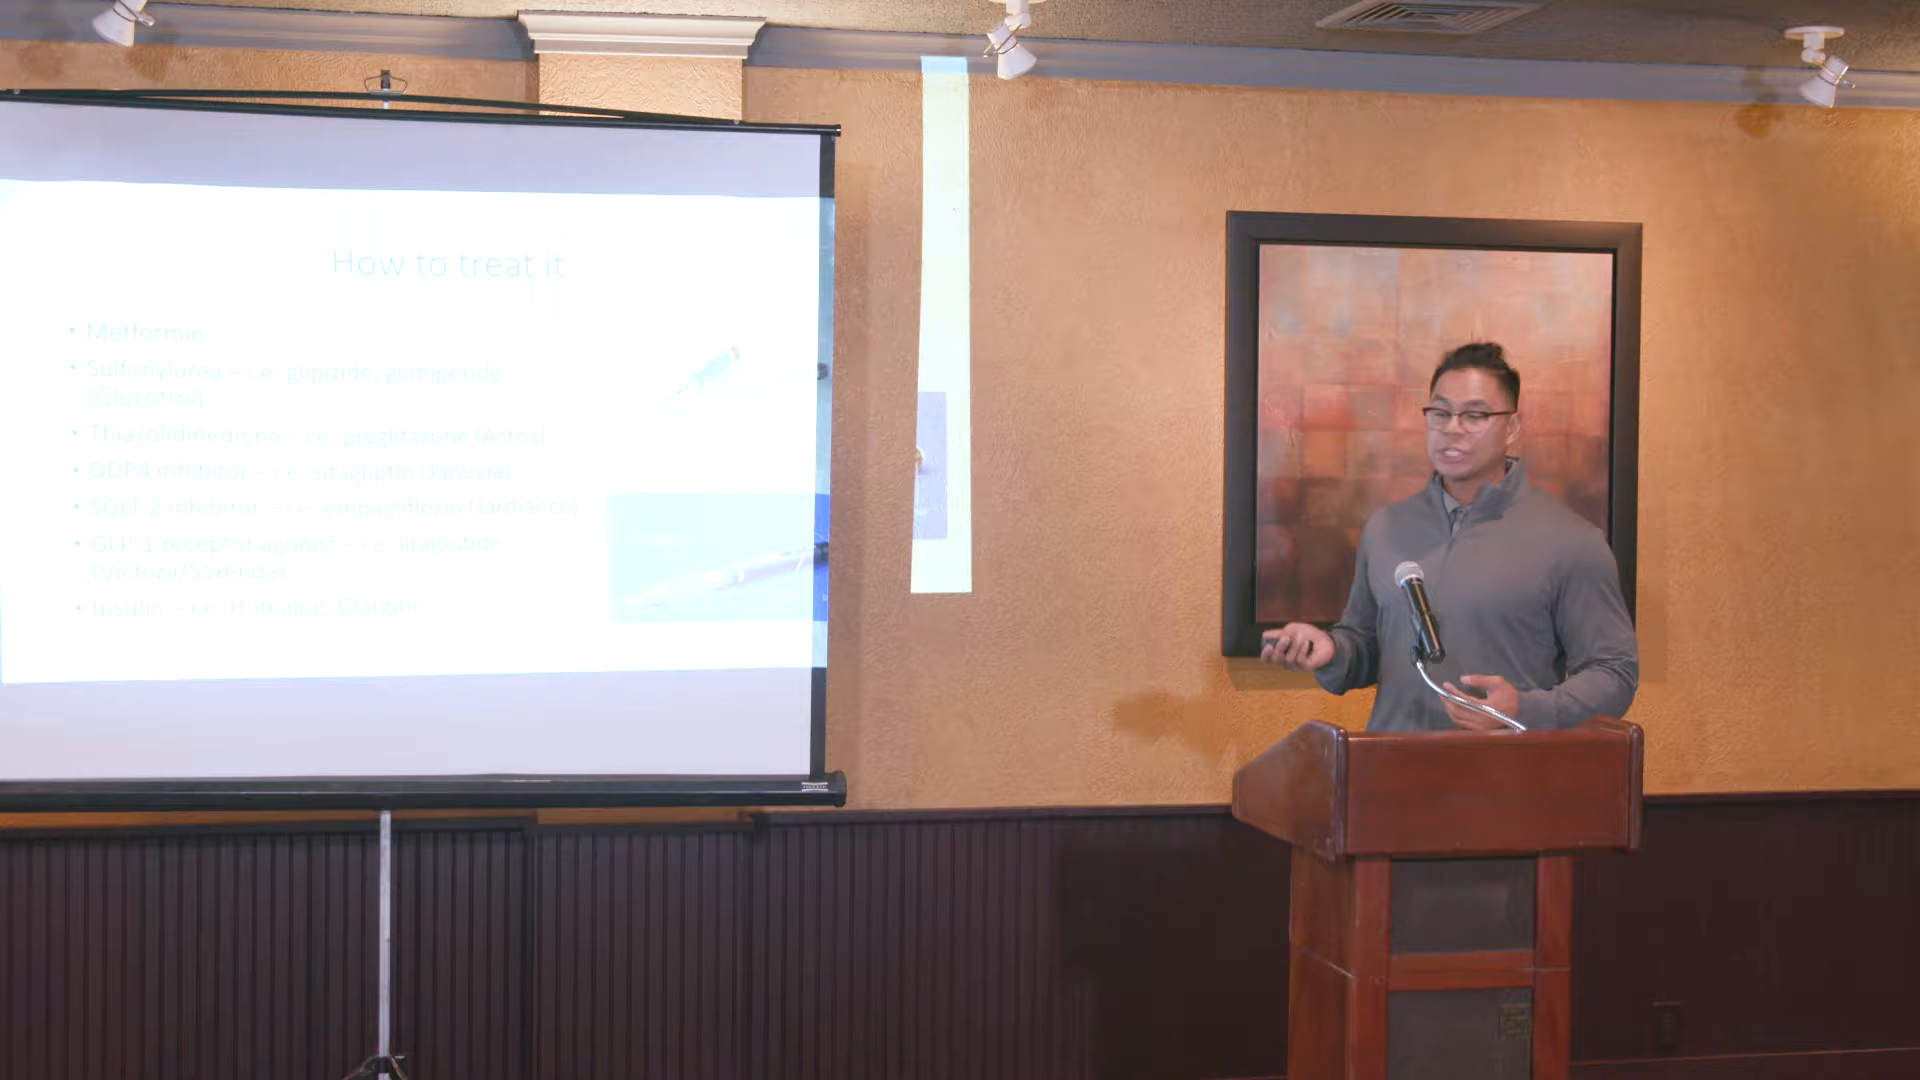 How to treat it
• Metformin
• Sulfonylurea – i.e. glipizide, glimiperide
(Glucotrol)
• Thiazolidinedione – i.e. pioglitazone (Actos)
• DDP4 inhibitor – i.e. sitagliptin (Januvia)
• SGLT 2 inhibitor – i.e. empagliflozin (Jardiance)
• GLP-1 receptor agonist – i.e. liraglutide
(Victoza/Saxenda)
• Insulin – i.e. Humalog, Glargine